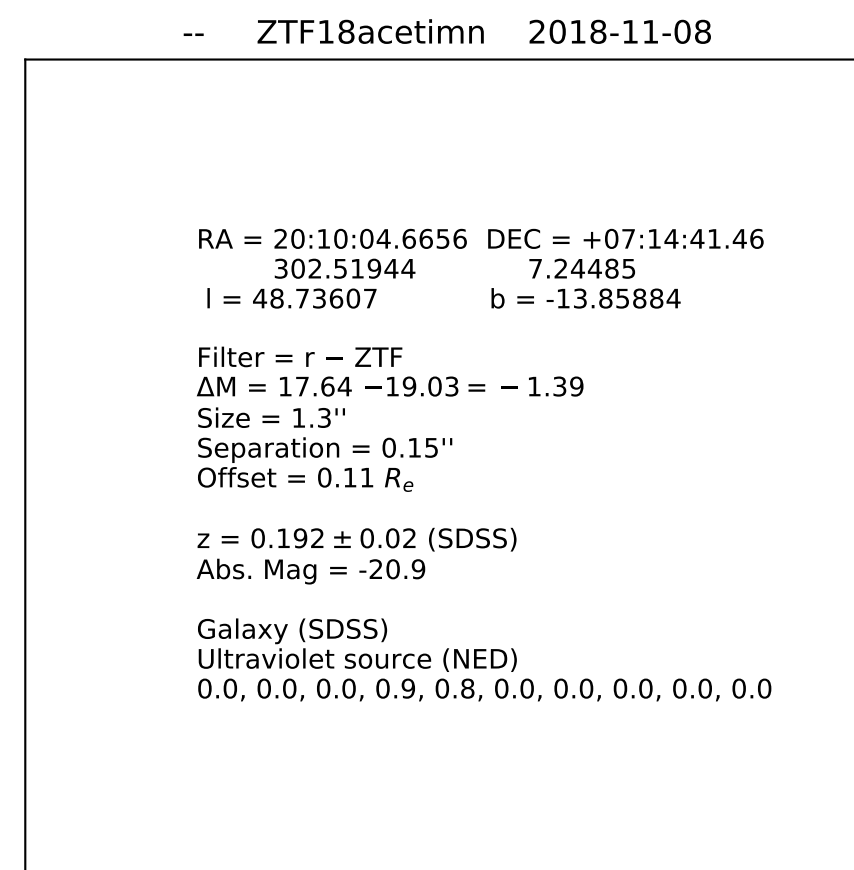 -- ZTF18acetimn 2018-11-08
RA = 20:10:04.6656 DEC = +07:14:41.46
302.51944 7.24485
l = 48.73607 b = -13.85884
Filter = r − ZTF
ΔM = 17.64 −19.03 = − 1.39
Size = 1.3''
Separation = 0.15''
Offset = 0.11 Re
z = 0.192 ± 0.02 (SDSS)
Abs. Mag = -20.9
Galaxy (SDSS)
Ultraviolet source (NED)
0.0, 0.0, 0.0, 0.9, 0.8, 0.0, 0.0, 0.0, 0.0, 0.0